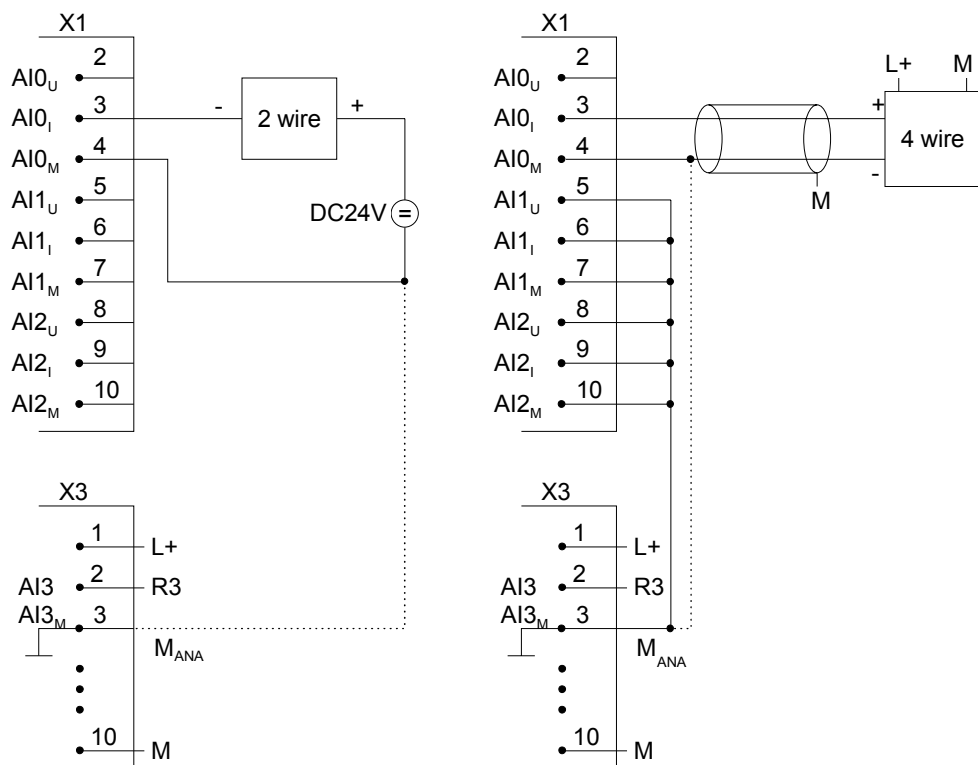 X1
2
AI0U
3
AI0I
- 2 wire +
4
AI0M
5
AI1U
DC24V =
6
AI1I
7
AI1M
8
AI2U
9
AI2I
10
AI2M
X3
1
L+
2
AI3 R3
AI3M 3
MANA
10
M
X1
2
AI0U
L+ M
3
AI0I
+
4 wire
4
AI0M
-
M
5
AI1U
6
AI1I
7
AI1M
8
AI2U
9
AI2I
10
AI2M
X3
1
L+
2
AI3 R3
AI3M 3
MANA
10
M